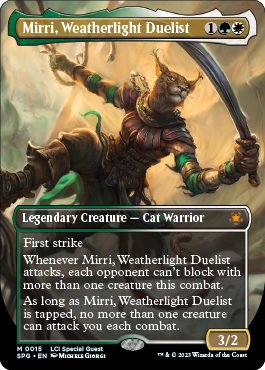 Mirri, Weatherlight Duelist 1
Legendary Creature — Cat Warrior
First strike
Whenever Mirri, Weatherlight Duelist
attacks, each opponent can't block with
more than one creature this combat.
As long as Mirri, Weatherlight Duelist
is tapped, no more than one creature
can attack you each combat.
3/2
M 0015 LCI Special Guest
SPG • EN Michele Giorgi
™ & © 2023 Wizards of the Coast